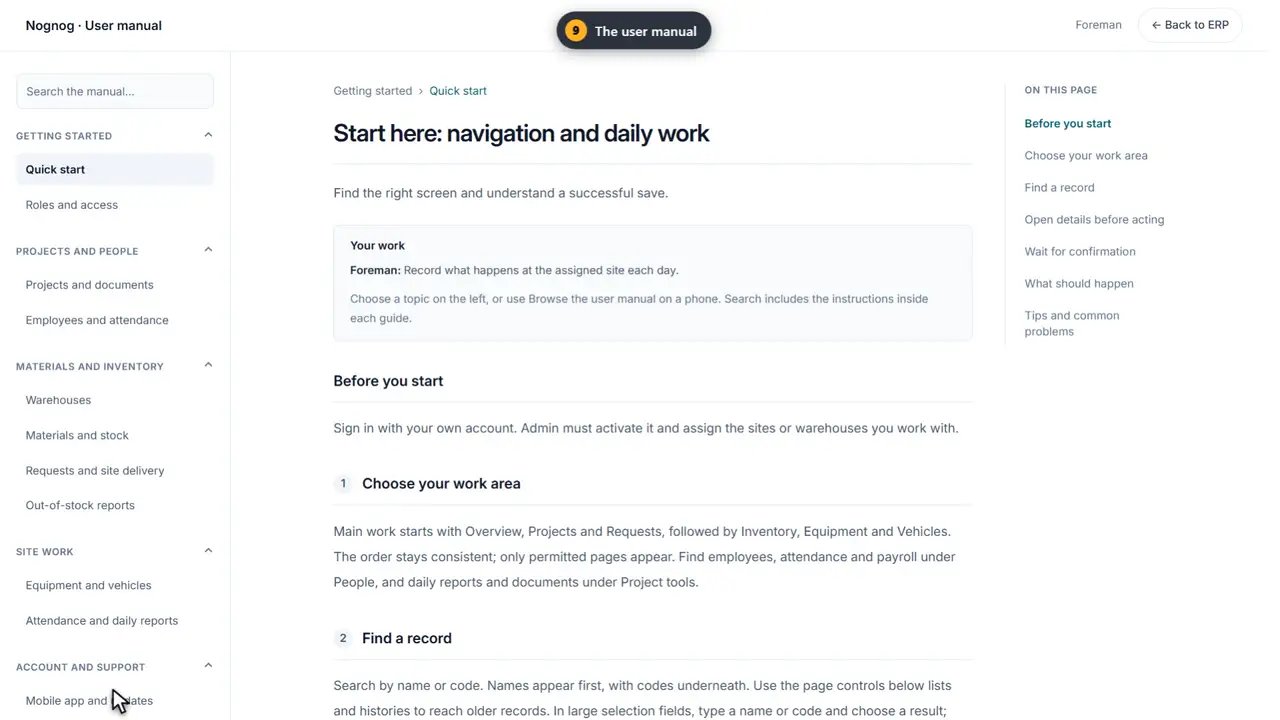 Nognog · User manual
9 The user manual
Foreman
← Back to ERP
Search the manual...
GETTING STARTED
Quick start
Roles and access
PROJECTS AND PEOPLE
Projects and documents
Employees and attendance
MATERIALS AND INVENTORY
Warehouses
Materials and stock
Requests and site delivery
Out-of-stock reports
SITE WORK
Equipment and vehicles
Attendance and daily reports
ACCOUNT AND SUPPORT
Mobile app and
Getting started › Quick start
Start here: navigation and daily work
Find the right screen and understand a successful save.
Your work
Foreman: Record what happens at the assigned site each day.
Choose a topic on the left, or use Browse the user manual on a phone. Search includes the instructions inside
each guide.
Before you start
Sign in with your own account. Admin must activate it and assign the sites or warehouses you work with.
1 Choose your work area
Main work starts with Overview, Projects and Requests, followed by Inventory, Equipment and Vehicles.
The order stays consistent; only permitted pages appear. Find employees, attendance and payroll under
People, and daily reports and documents under Project tools.
2 Find a record
Search by name or code. Names appear first, with codes underneath. Use the page controls below lists
and histories to reach older records. In large selection fields, type a name or code and choose a result;
ON THIS PAGE
Before you start
Choose your work area
Find a record
Open details before acting
Wait for confirmation
What should happen
Tips and common
problems